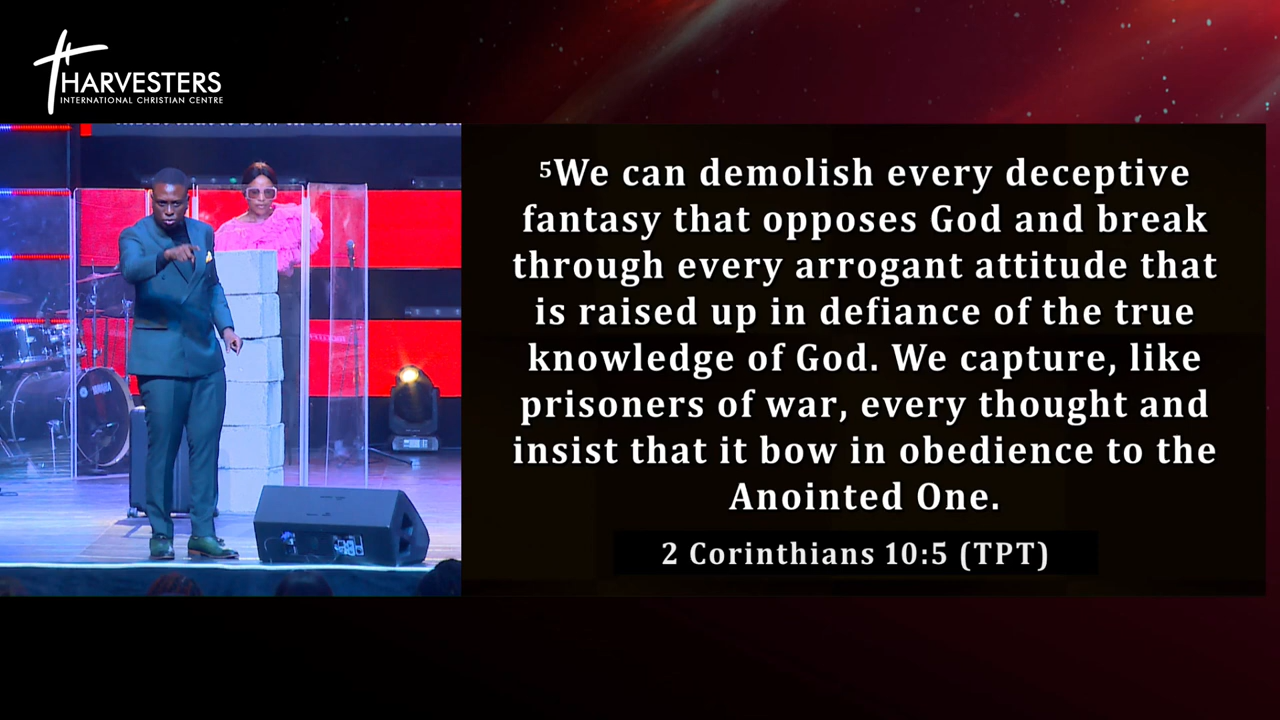 HARVESTERS
INTERNATIONAL CHRISTIAN CENTRE
⁵We can demolish every deceptive
fantasy that opposes God and break
through every arrogant attitude that
is raised up in defiance of the true
knowledge of God. We capture, like
prisoners of war, every thought and
insist that it bow in obedience to the
Anointed One.
2 Corinthians 10:5 (TPT)